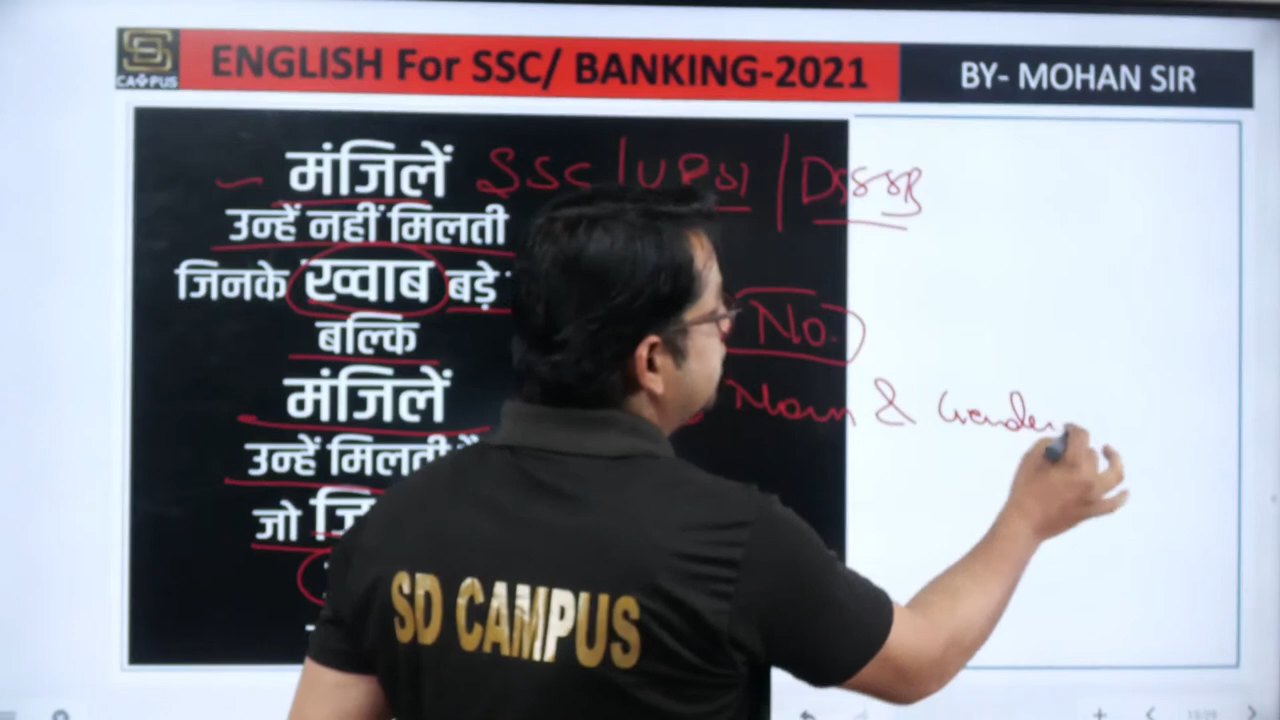 CAMPUS
ENGLISH For SSC/ BANKING-2021
BY- MOHAN SIR
मंजिलें SSC | UPSI | DSSSB
उन्हें नहीं मिलती
जिनके ख्वाब बड़े
No.
बल्कि
मंजिलें
Noun & Gender
उन्हें मिलती
जो
SD CAMPUS